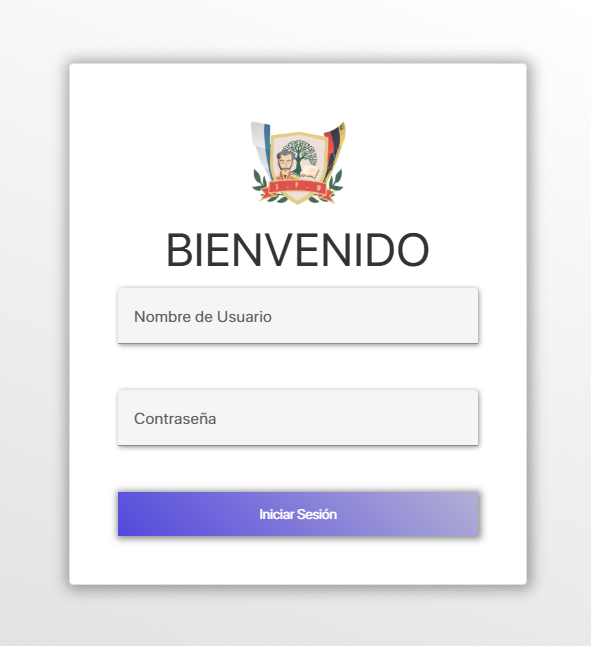 BIENVENIDO
Nombre de Usuario
Contraseña
Iniciar Sesión